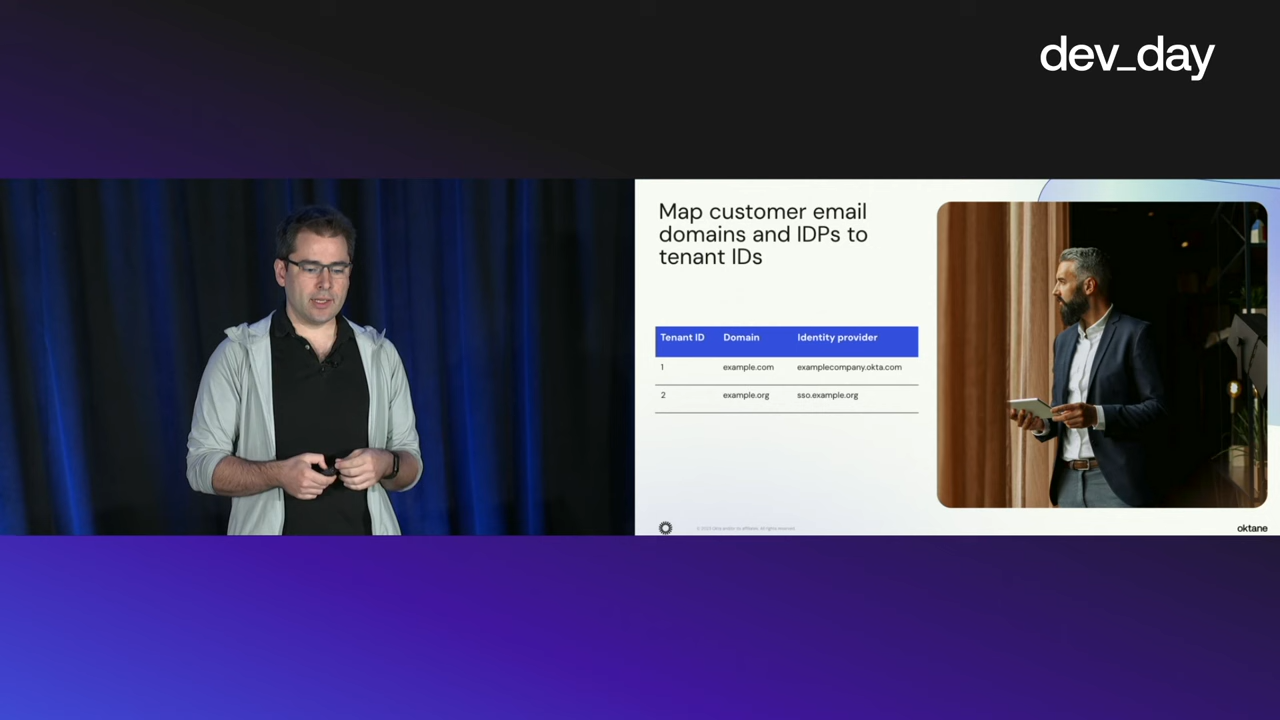 dev_day
Map customer email
domains and IDPs to
tenant IDs
Tenant ID Domain Identity provider
1 example.com examplecompany.okta.com
2 example.org sso.example.org
oktane